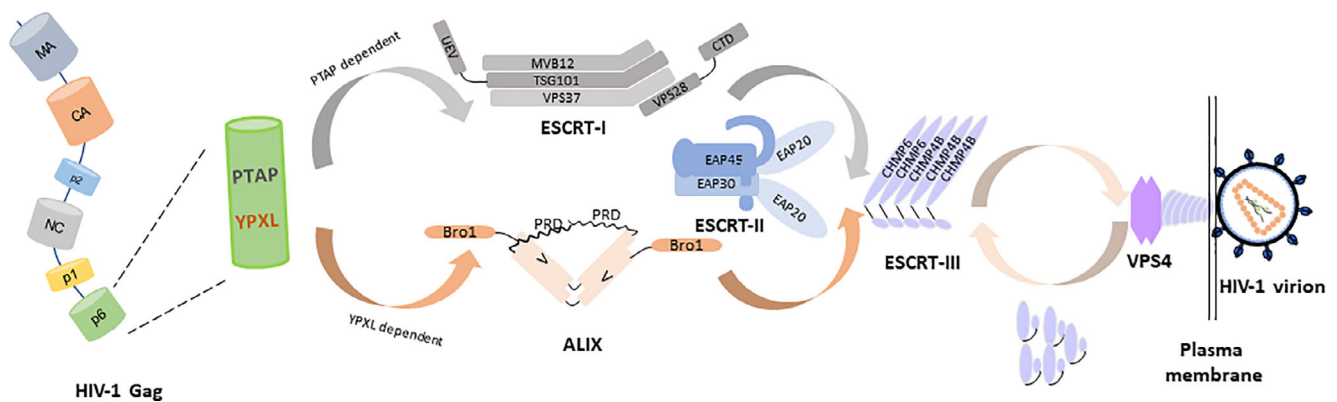 MA
CA
p2
NC
p1
p6
HIV-1 Gag
PTAP
YPXL
PTAP dependent
YPXL dependent
UEV
MVB12
TSG101
VPS37
VPS28
CTD
ESCRT-I
EAP45
EAP30
EAP20
EAP20
ESCRT-II
Bro1
PRD
PRD
V
V
Bro1
ALIX
CHMP6
CHMP6
CHMP4B
CHMP4B
CHMP4B
ESCRT-III
VPS4
HIV-1 virion
Plasma
membrane